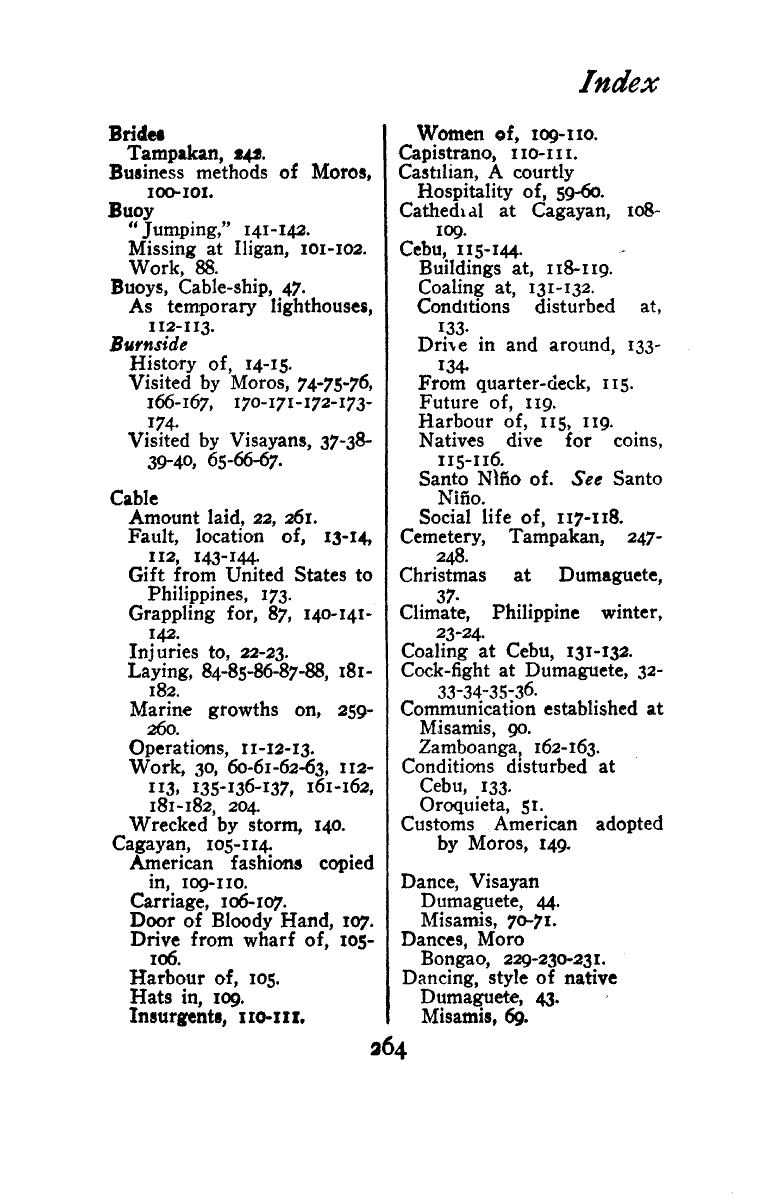 Index
Brides
Tampakan, 242.
Business methods of Moros,
100-101.
Buoy
"Jumping," 141-142.
Missing at Iligan, 101-102.
Work, 88.
Buoys, Cable-ship, 47.
As temporary lighthouses,
112-113.
Burnside
History of, 14-15.
Visited by Moros, 74-75-76,
166-167, 170-171-172-173-
174.
Visited by Visayans, 37-38-
39-40, 65-66-67.
Cable
Amount laid, 22, 261.
Fault, location of, 13-14,
112, 143-144.
Gift from United States to
Philippines, 173.
Grappling for, 87, 140-141-
142.
Injuries to, 22-23.
Laying, 84-85-86-87-88, 181-
182.
Marine growths on, 259-
260.
Operations, 11-12-13.
Work, 30, 60-61-62-63, 112-
113, 135-136-137, 161-162,
181-182, 204.
Wrecked by storm, 140.
Cagayan, 105-114.
American fashions copied
in, 109-110.
Carriage, 106-107.
Door of Bloody Hand, 107.
Drive from wharf of, 105-
106.
Harbour of, 105.
Hats in, 109.
Insurgents, 110-111.
Women of, 109-110.
Capistrano, 110-111.
Castilian, A courtly
Hospitality of, 59-60.
Cathedral at Cagayan, 108-
109.
Cebu, 115-144.
Buildings at, 118-119.
Coaling at, 131-132.
Conditions disturbed at,
133.
Drive in and around, 133-
134.
From quarter-deck, 115.
Future of, 119.
Harbour of, 115, 119.
Natives dive for coins,
115-116.
Santo Niño of. See Santo
Niño.
Social life of, 117-118.
Cemetery, Tampakan, 247-
248.
Christmas at Dumaguete,
37.
Climate, Philippine winter,
23-24.
Coaling at Cebu, 131-132.
Cock-fight at Dumaguete, 32-
33-34-35-36.
Communication established at
Misamis, 90.
Zamboanga, 162-163.
Conditions disturbed at
Cebu, 133.
Oroquieta, 51.
Customs American adopted
by Moros, 149.
Dance, Visayan
Dumaguete, 44.
Misamis, 70-71.
Dances, Moro
Bongao, 229-230-231.
Dancing, style of native
Dumaguete, 43.
Misamis, 69.
264